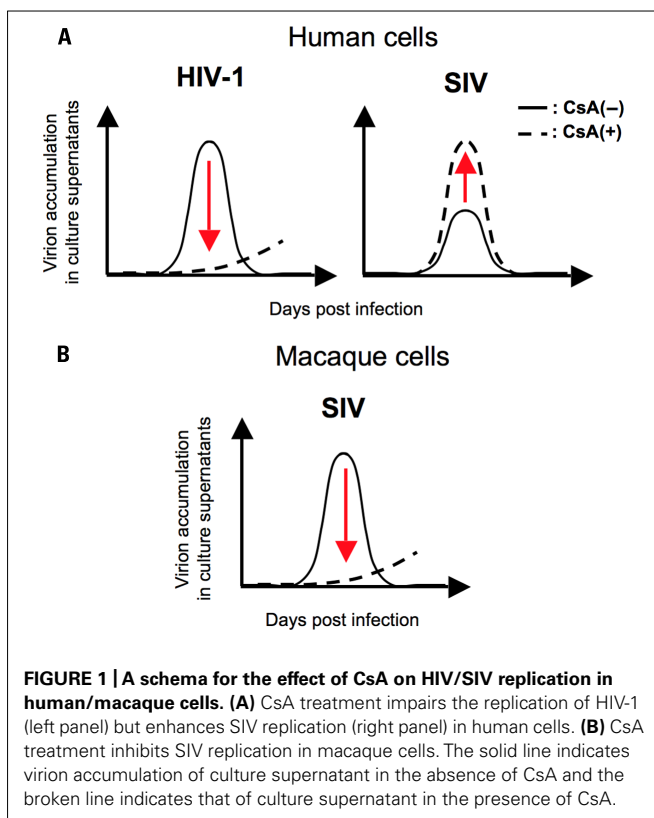 A
Human cells
HIV-1
SIV
: CsA(–)
: CsA(+)
Virion accumulation
in culture supernatants
Days post infection
B
Macaque cells
SIV
Virion accumulation
in culture supernatants
Days post infection
FIGURE 1 | A schema for the effect of CsA on HIV/SIV replication in
human/macaque cells. (A) CsA treatment impairs the replication of HIV-1
(left panel) but enhances SIV replication (right panel) in human cells. (B) CsA
treatment inhibits SIV replication in macaque cells. The solid line indicates
virion accumulation of culture supernatant in the absence of CsA and the
broken line indicates that of culture supernatant in the presence of CsA.